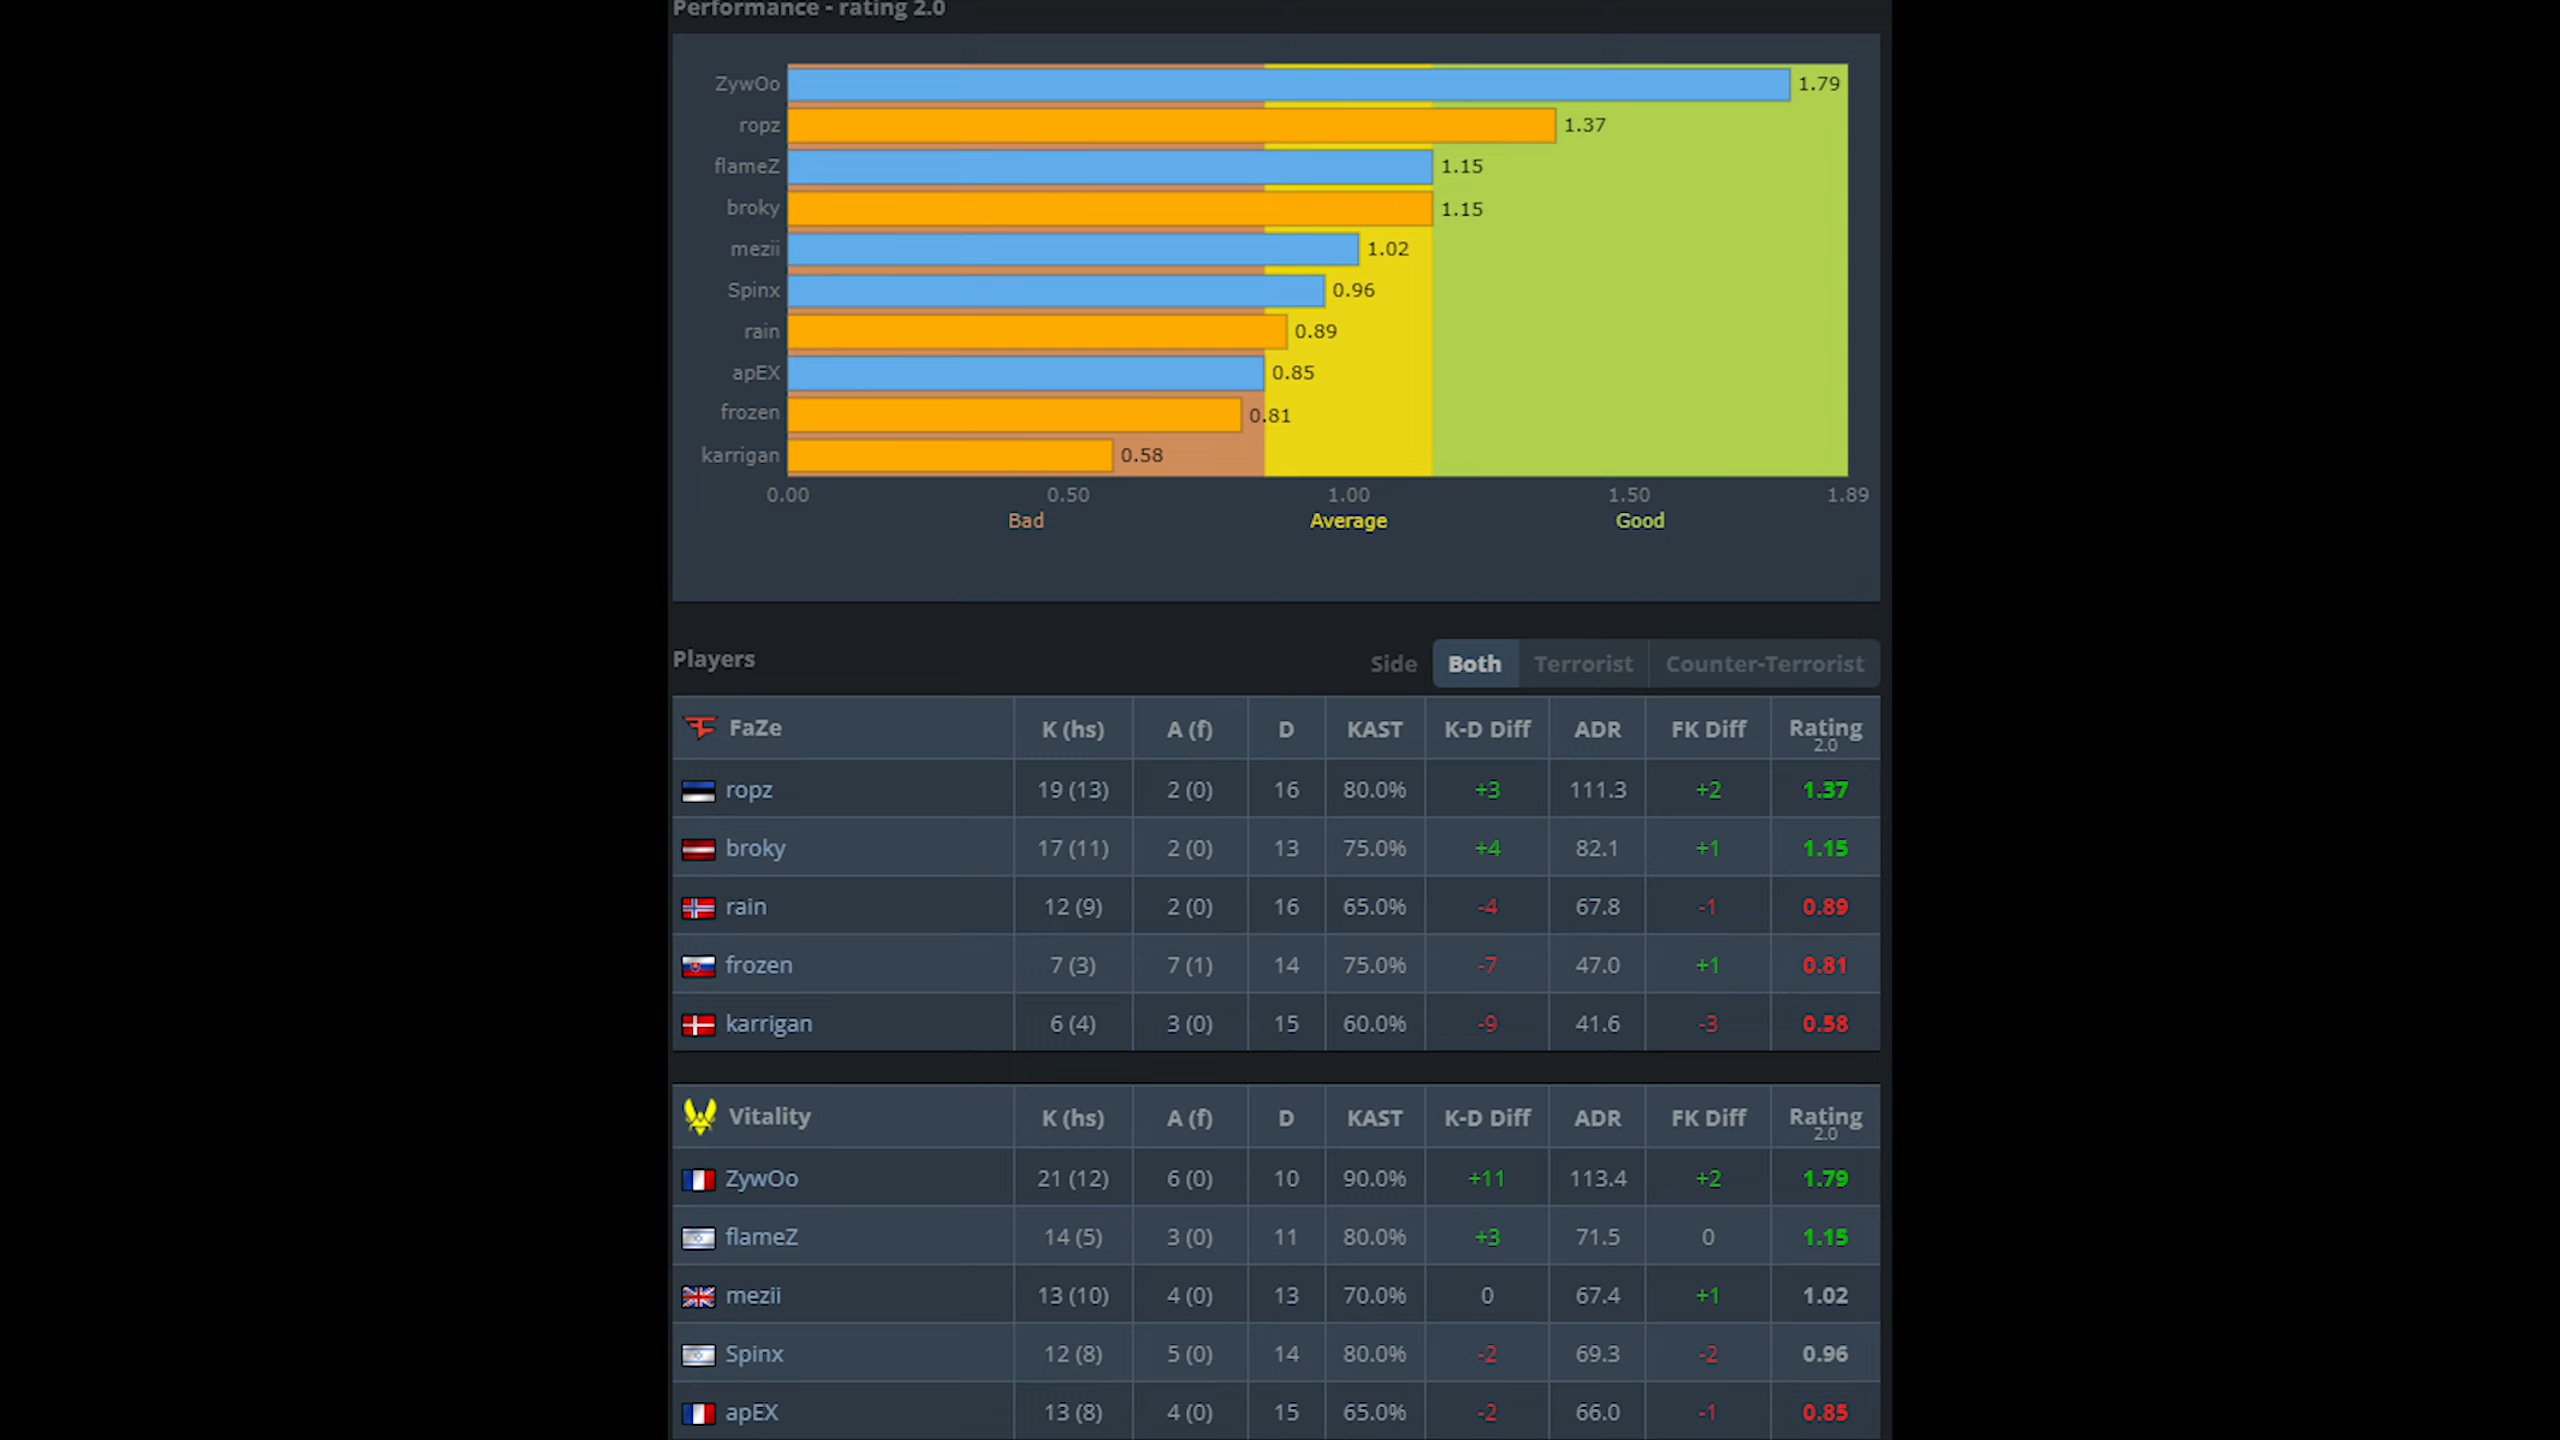 Performance - rating 2.0
ZywOo 1.79
ropz 1.37
flameZ 1.15
broky 1.15
mezii 1.02
Spinx 0.96
rain 0.89
apEX 0.85
frozen 0.81
karrigan 0.58
0.00 0.50 1.00 1.50 1.89
Bad Average Good
Players Side Both Terrorist Counter-Terrorist
FaZe K (hs) A (f) D KAST K-D Diff ADR FK Diff Rating 2.0
ropz 19 (13) 2 (0) 16 80.0% +3 111.3 +2 1.37
broky 17 (11) 2 (0) 13 75.0% +4 82.1 +1 1.15
rain 12 (9) 2 (0) 16 65.0% -4 67.8 -1 0.89
frozen 7 (3) 7 (1) 14 75.0% -7 47.0 +1 0.81
karrigan 6 (4) 3 (0) 15 60.0% -9 41.6 -3 0.58
Vitality K (hs) A (f) D KAST K-D Diff ADR FK Diff Rating 2.0
ZywOo 21 (12) 6 (0) 10 90.0% +11 113.4 +2 1.79
flameZ 14 (5) 3 (0) 11 80.0% +3 71.5 0 1.15
mezii 13 (10) 4 (0) 13 70.0% 0 67.4 +1 1.02
Spinx 12 (8) 5 (0) 14 80.0% -2 69.3 -2 0.96
apEX 13 (8) 4 (0) 15 65.0% -2 66.0 -1 0.85